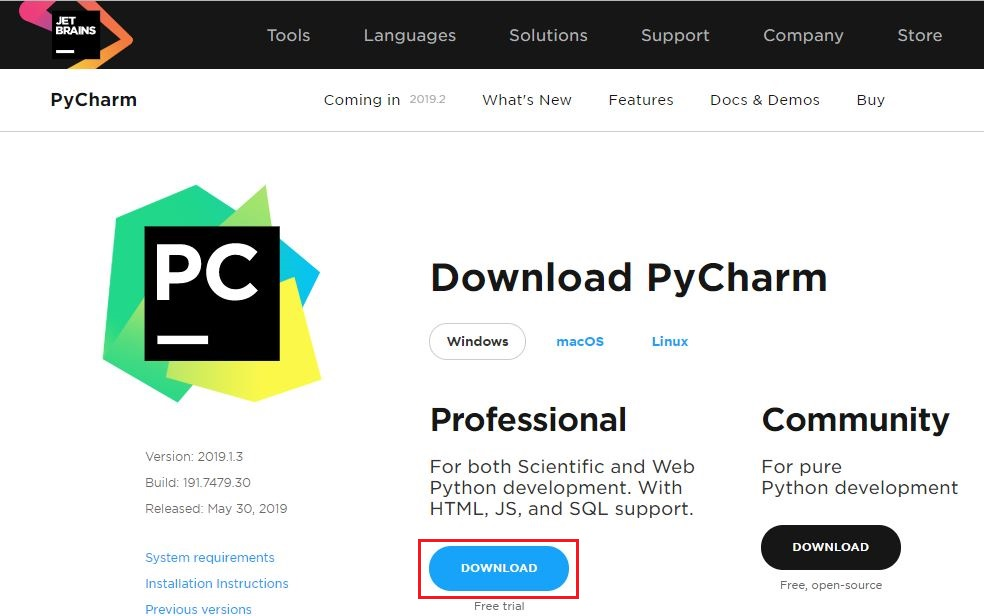 JET
BRAINS
Tools Languages Solutions Support Company Store
PyCharm
Coming in 2019.2 What's New Features Docs & Demos Buy
PC
Download PyCharm
Windows macOS Linux
Professional
For both Scientific and Web
Python development. With
HTML, JS, and SQL support.
DOWNLOAD
Free trial
Community
For pure
Python development
DOWNLOAD
Free, open-source
Version: 2019.1.3
Build: 191.7479.30
Released: May 30, 2019
System requirements
Installation Instructions
Previous versions